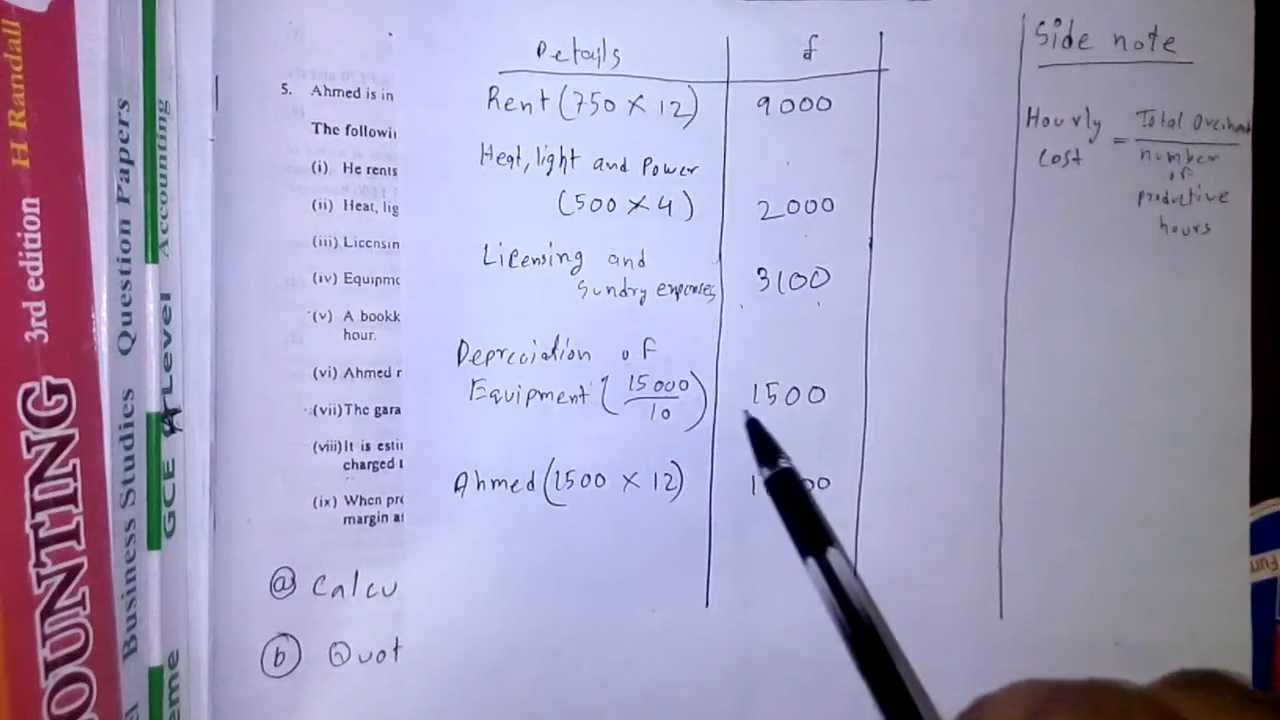 H Randall
3rd edition
OUNTING
Business Studies Question Papers
GCE A Level Accounting
5. Ahmed is in
The followi
(i) He rents
(ii) Heat, lig
(iii) Licensin
(iv) Equipme
(v) A bookk
hour.
(vi) Ahmed r
(vii) The gara
(viii) It is esti
charged t
(ix) When pro
margin a
(a) Calcu
(b) Quot
Details £
Rent (750 × 12) 9000
Heat, light and Power
(500 × 4) 2000
Licensing and
Sundry expenses 3100
Depreciation of
Equipment (15000/10) 1500
Ahmed (1500 × 12)
Side note
Hourly cost = Total Overhead / number of productive hours